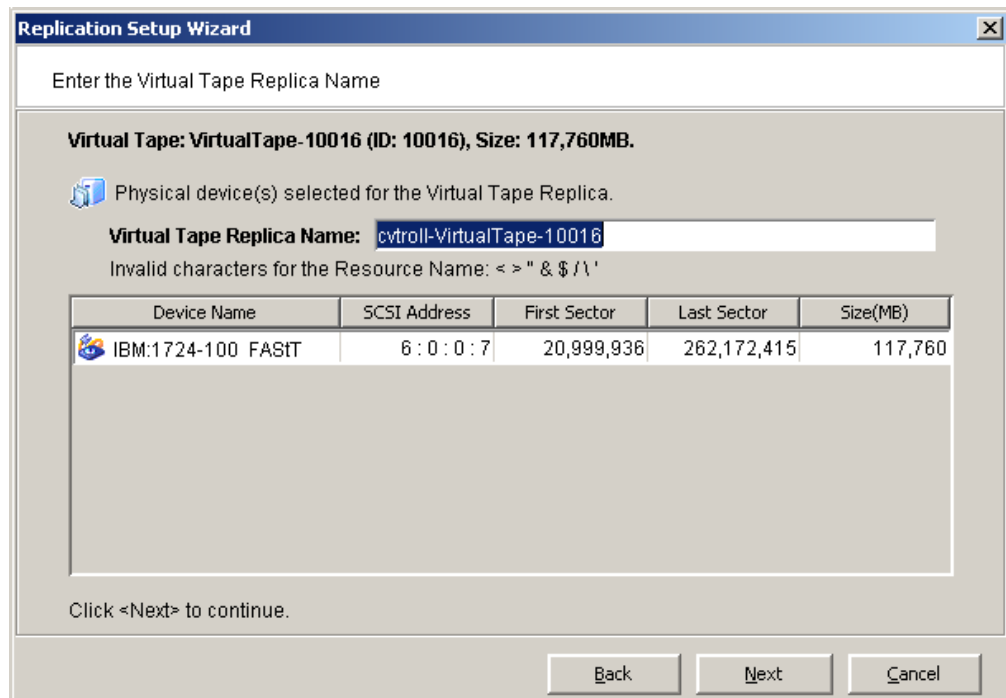 Replication Setup Wizard
Enter the Virtual Tape Replica Name
Virtual Tape: VirtualTape-10016 (ID: 10016), Size: 117,760MB.
Physical device(s) selected for the Virtual Tape Replica.
Virtual Tape Replica Name: cvtroll-VirtualTape-10016
Invalid characters for the Resource Name: < > " & $ / \ '
Device Name SCSI Address First Sector Last Sector Size(MB)
IBM:1724-100 FAStT 6 : 0 : 0 : 7 20,999,936 262,172,415 117,760
Click <Next> to continue.
Back Next Cancel